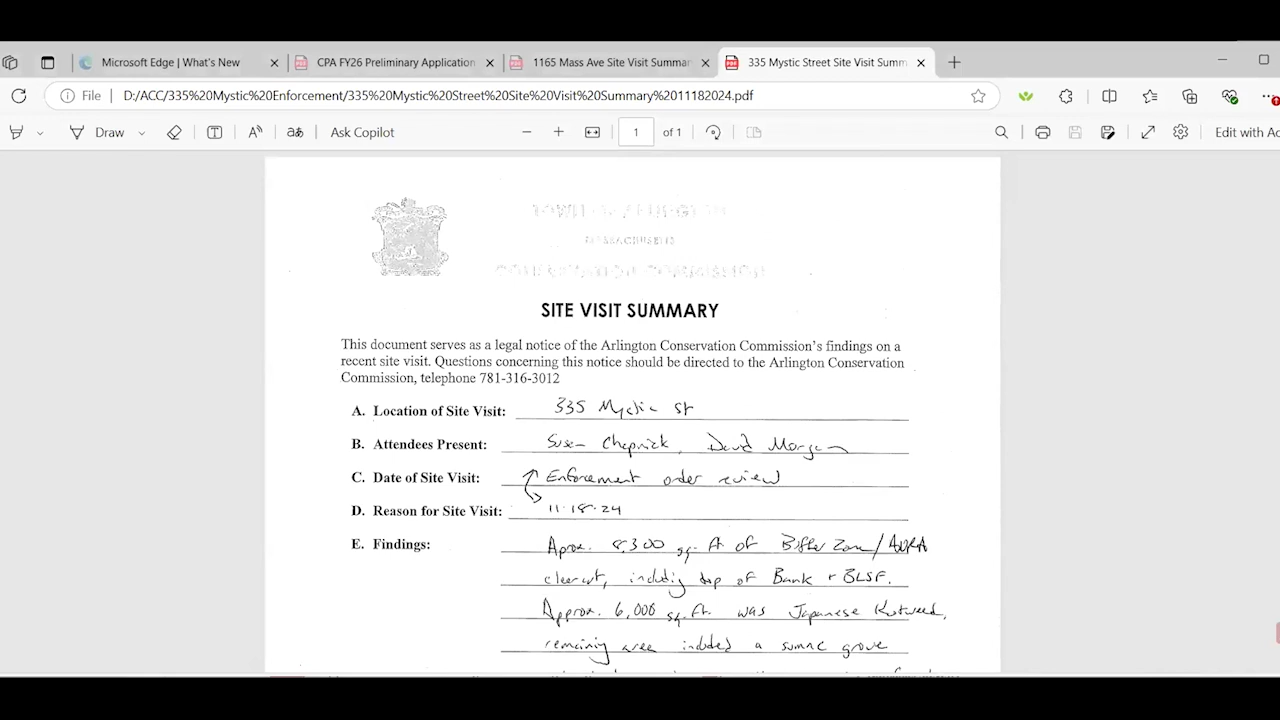 Microsoft Edge | What's New
CPA FY26 Preliminary Application
1165 Mass Ave Site Visit Summar
335 Mystic Street Site Visit Summ
File
D:/ACC/335%20Mystic%20Enforcement/335%20Mystic%20Street%20Site%20Visit%20Summary%2011182024.pdf
Draw
Ask Copilot
1 of 1
Edit with Ac
TOWN OF ARLINGTON
MASSACHUSETTS
CONSERVATION COMMISSION
SITE VISIT SUMMARY
This document serves as a legal notice of the Arlington Conservation Commission's findings on a
recent site visit. Questions concerning this notice should be directed to the Arlington Conservation
Commission, telephone 781-316-3012
A. Location of Site Visit: 335 Mystic St
B. Attendees Present: Susan Chapnick, David Morgan
C. Date of Site Visit: Enforcement order review
D. Reason for Site Visit: 11.18.24
E. Findings: Aprox. 8,300 sq. ft of Buffer Zone/AURA
clearcut, including top of Bank + BLSF.
Approx. 6,000 sq. ft. was Japanese Knotweed,
remaining area included a sumac grove